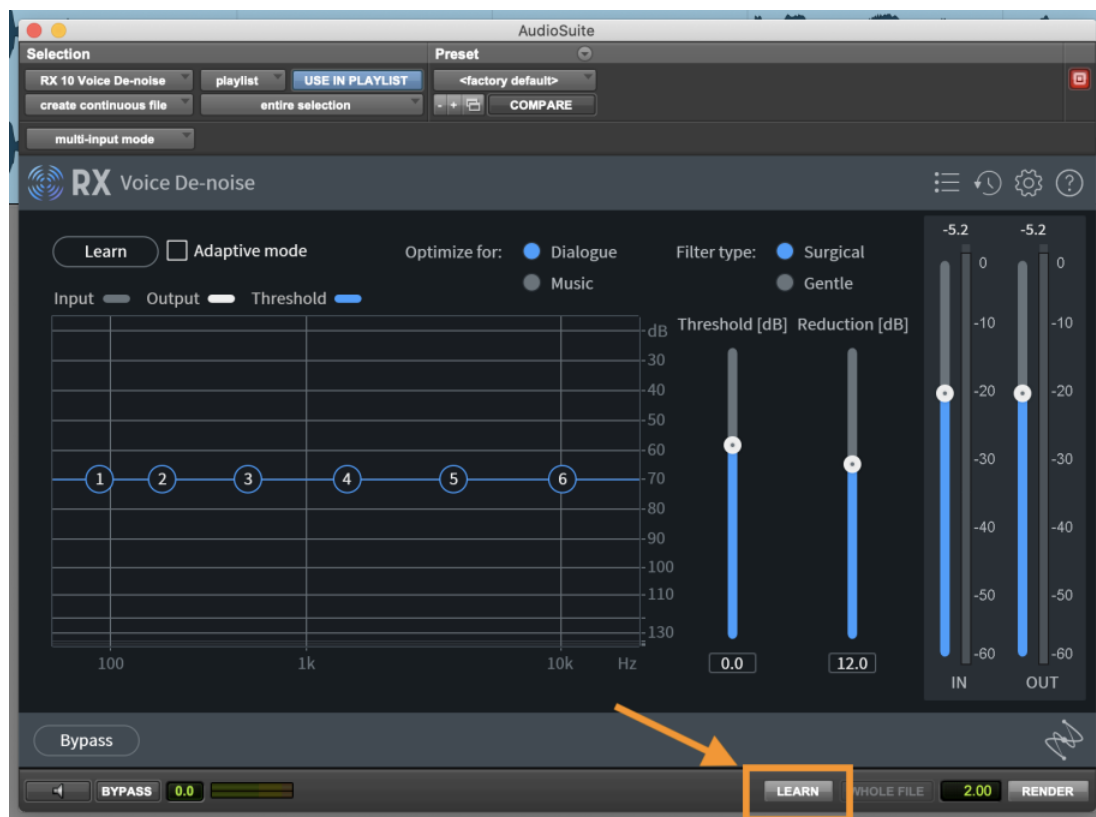 AudioSuite
Selection Preset
RX 10 Voice De-noise playlist USE IN PLAYLIST <factory default>
create continuous file entire selection - + COMPARE
multi-input mode
RX Voice De-noise ?
-5.2 -5.2
Learn Adaptive mode Optimize for: Dialogue Filter type: Surgical
Music Gentle
Input Output Threshold
dB Threshold [dB] Reduction [dB]
-30
-40
-50
-60
1 2 3 4 5 6 -70
-80
-90
-100
-110
-130
100 1k 10k Hz
0.0 12.0
0 0
-10 -10
-20 -20
-30 -30
-40 -40
-50 -50
-60 -60
IN OUT
Bypass
BYPASS 0.0 LEARN WHOLE FILE 2.00 RENDER